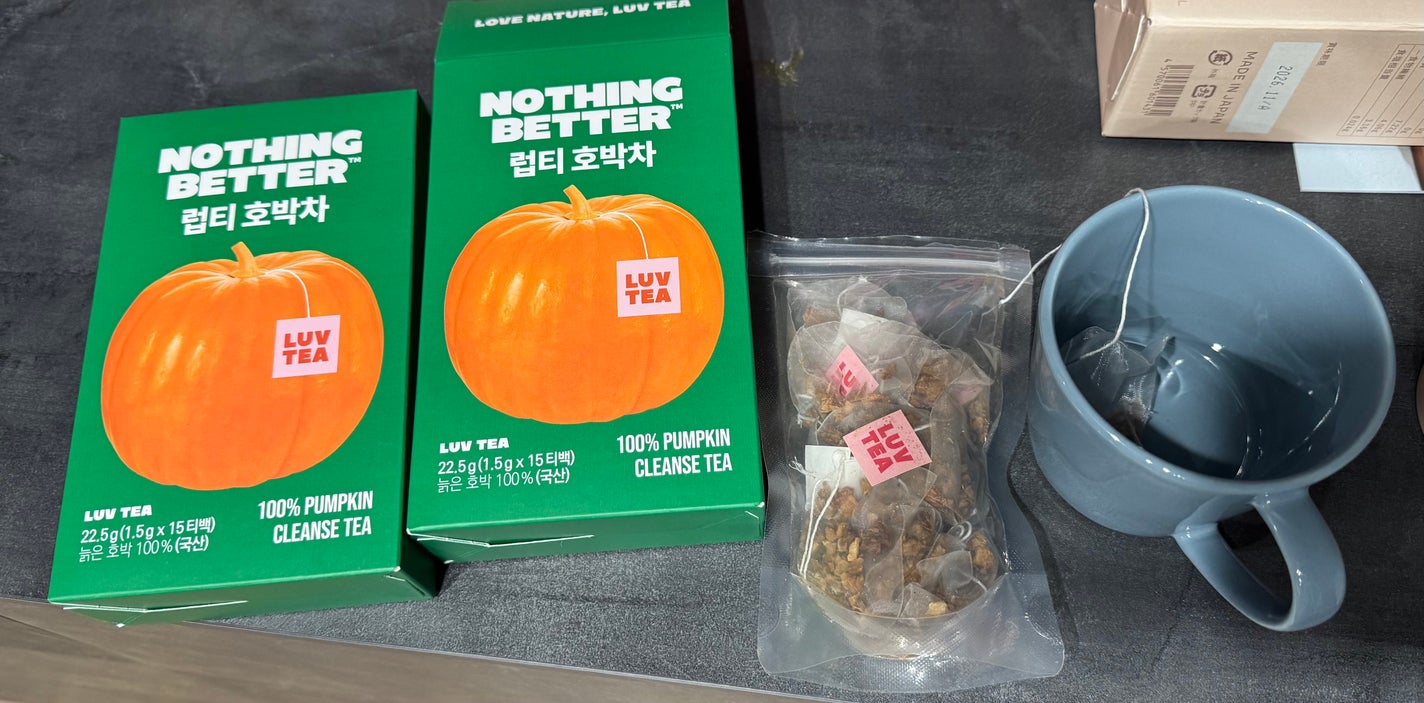 NOTHING
BETTER™
럽티 호박차
LUV
TEA
LUV TEA
22.5g(1.5g x 15티백)
늙은 호박 100%(국산)
100% PUMPKIN
CLEANSE TEA
LOVE NATURE, LUV TEA
NOTHING
BETTER™
럽티 호박차
LUV
TEA
LUV TEA
22.5g(1.5g x 15티백)
늙은 호박 100%(국산)
100% PUMPKIN
CLEANSE TEA
LUV
LUV
TEA
MADE IN JAPAN
2026.11/A